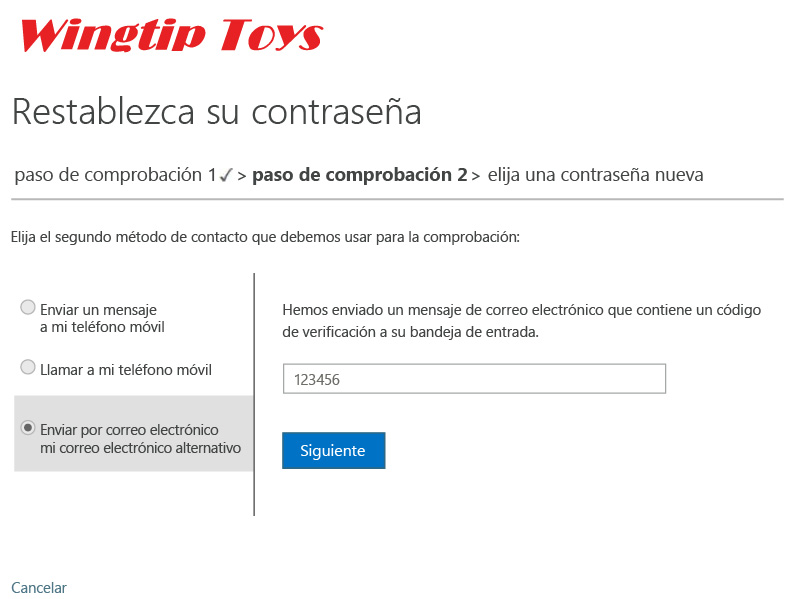 Wingtip Toys
Restablezca su contraseña
paso de comprobación 1✓ > paso de comprobación 2 > elija una contraseña nueva
Elija el segundo método de contacto que debemos usar para la comprobación:
Enviar un mensaje
a mi teléfono móvil
Llamar a mi teléfono móvil
Enviar por correo electrónico
mi correo electrónico alternativo
Hemos enviado un mensaje de correo electrónico que contiene un código
de verificación a su bandeja de entrada.
123456
Siguiente
Cancelar